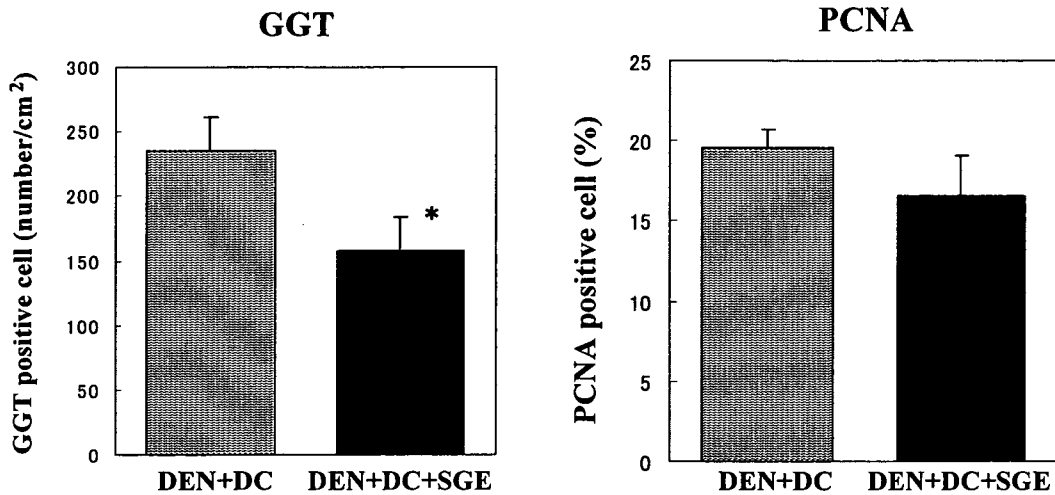 GGT
GGT positive cell (number/cm²)
300
250
200
150
100
50
0
*
DEN+DC DEN+DC+SGE
PCNA
PCNA positive cell (%)
25
20
15
10
5
0
DEN+DC DEN+DC+SGE